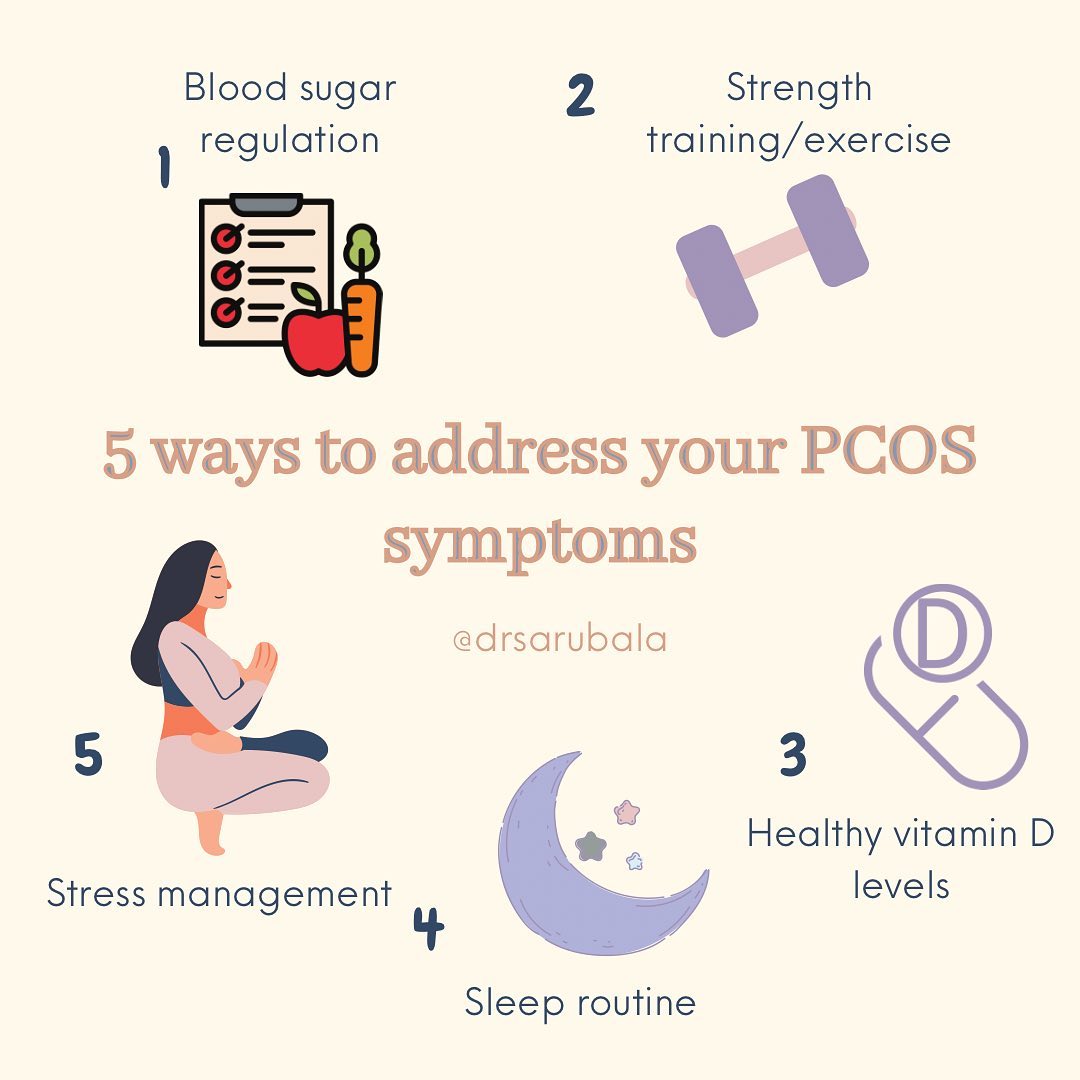 1
Blood sugar
regulation
2
Strength
training/exercise
5 ways to address your PCOS
symptoms
@drsarubala
D
3
Healthy vitamin D
levels
4
Sleep routine
5
Stress management